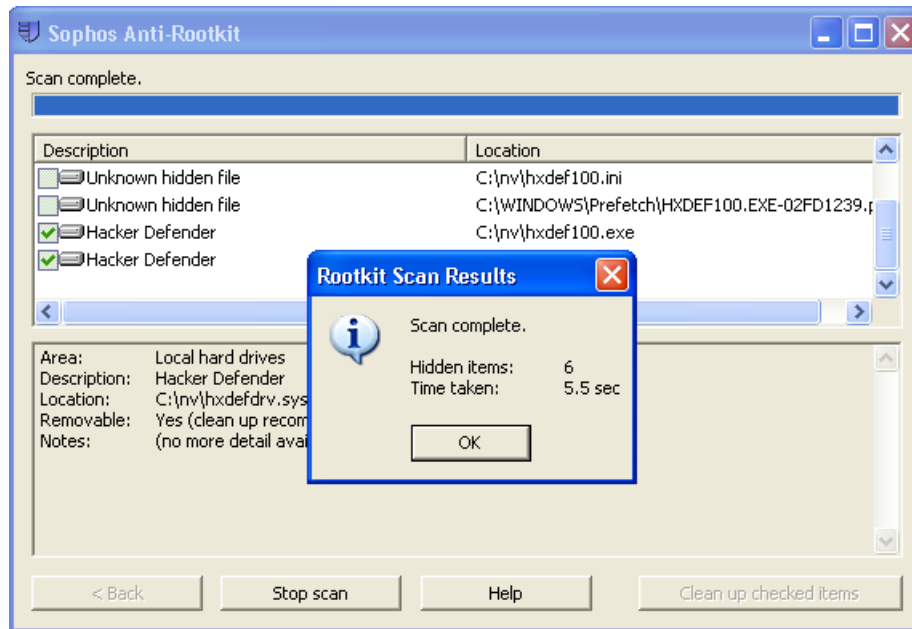 Sophos Anti-Rootkit
Scan complete.
Description Location
Unknown hidden file C:\nv\hxdef100.ini
Unknown hidden file C:\WINDOWS\Prefetch\HXDEF100.EXE-02FD1239.p
Hacker Defender C:\nv\hxdef100.exe
Hacker Defender
Rootkit Scan Results
Scan complete.
Hidden items: 6
Time taken: 5.5 sec
OK
Area: Local hard drives
Description: Hacker Defender
Location: C:\nv\hxdefdrv.sys
Removable: Yes (clean up recom
Notes: (no more detail avai
< Back Stop scan Help Clean up checked items